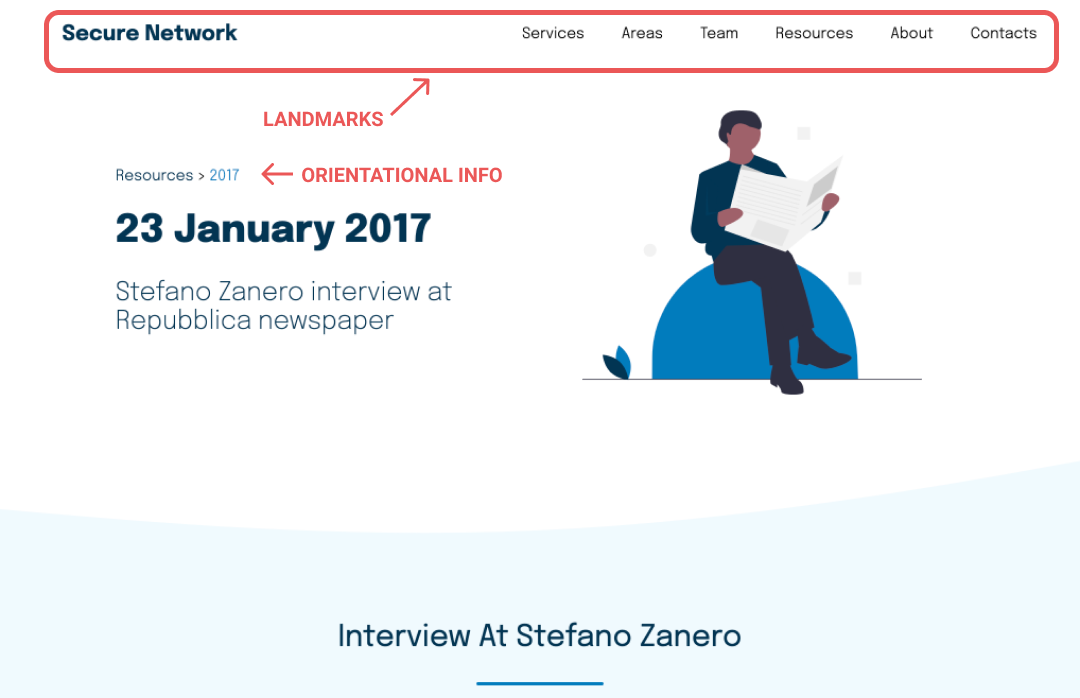 Secure Network Services Areas Team Resources About Contacts
LANDMARKS
Resources > 2017 ORIENTATIONAL INFO
23 January 2017
Stefano Zanero interview at
Repubblica newspaper
Interview At Stefano Zanero